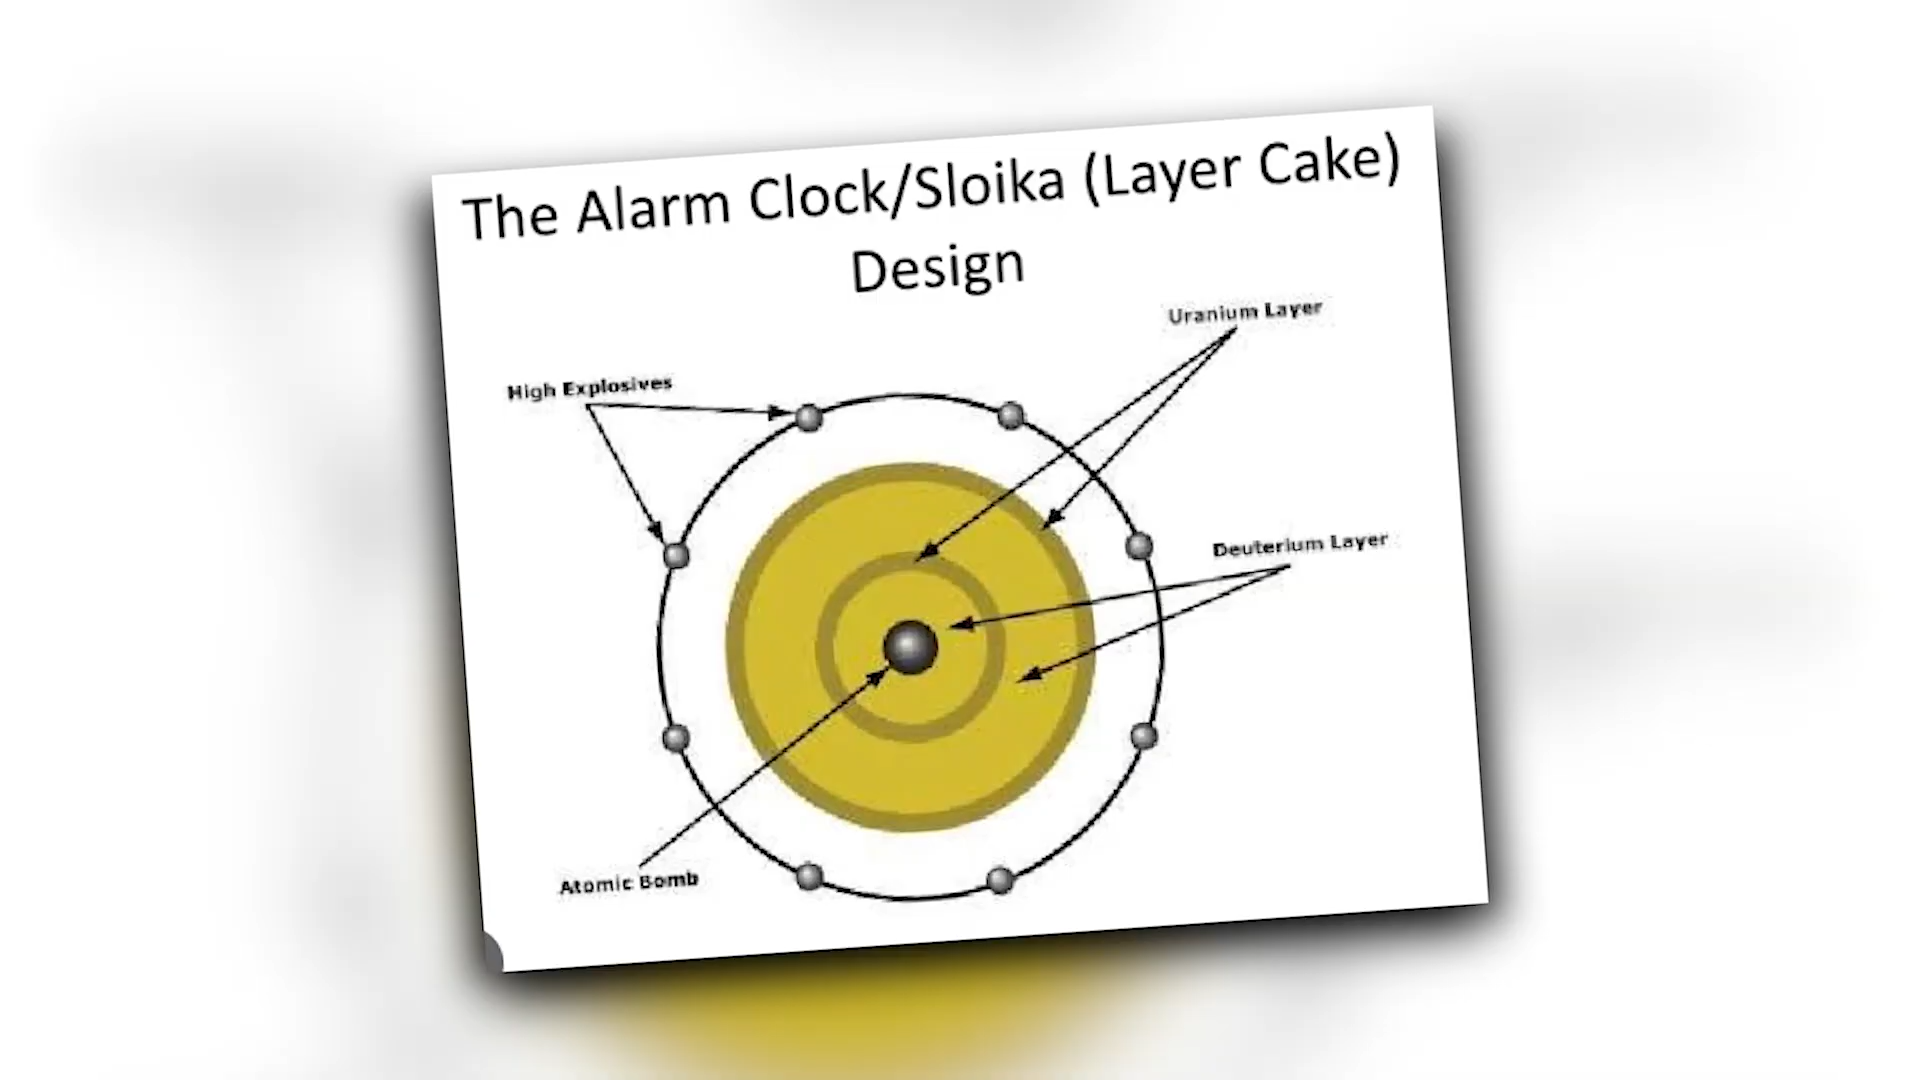 The Alarm Clock/Sloika (Layer Cake)
Design
Uranium Layer
High Explosives
Deuterium Layer
Atomic Bomb